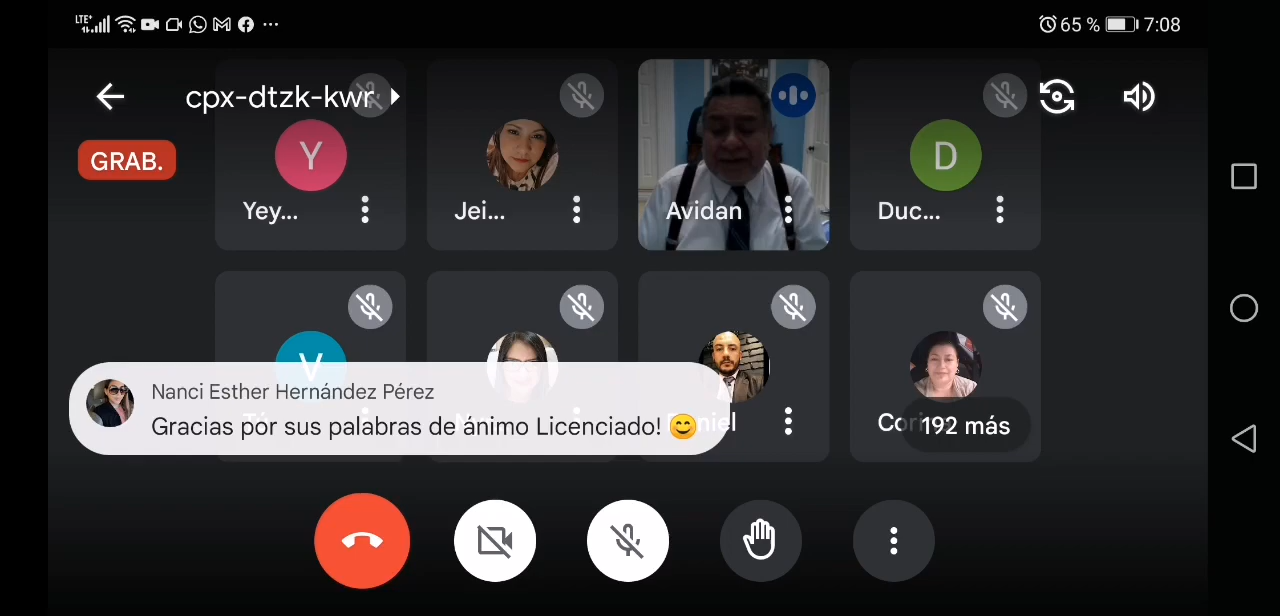 LTE+ 65 % 7:08
cpx-dtzk-kwr
GRAB.
Y
D
Yey...
Jei...
Avidan
Duc...
V
Nanci Esther Hernández Pérez
Gracias por sus palabras de ánimo Licenciado! 😊
192 más